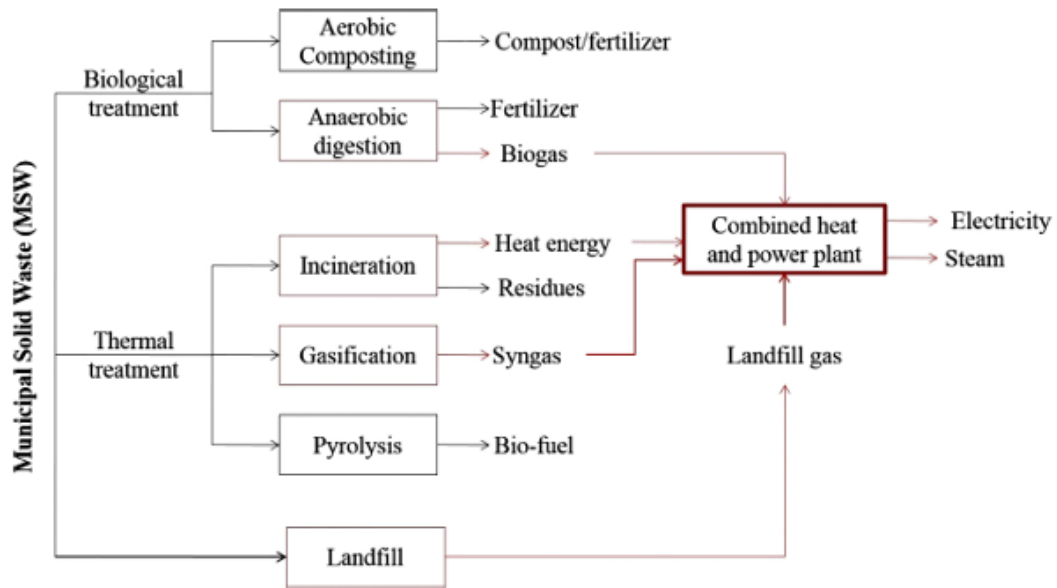 Municipal Solid Waste (MSW)
Biological
treatment
Aerobic
Composting
Compost/fertilizer
Anaerobic
digestion
Fertilizer
Biogas
Thermal
treatment
Incineration
Heat energy
Residues
Gasification
Syngas
Pyrolysis
Bio-fuel
Landfill
Landfill gas
Combined heat
and power plant
Electricity
Steam